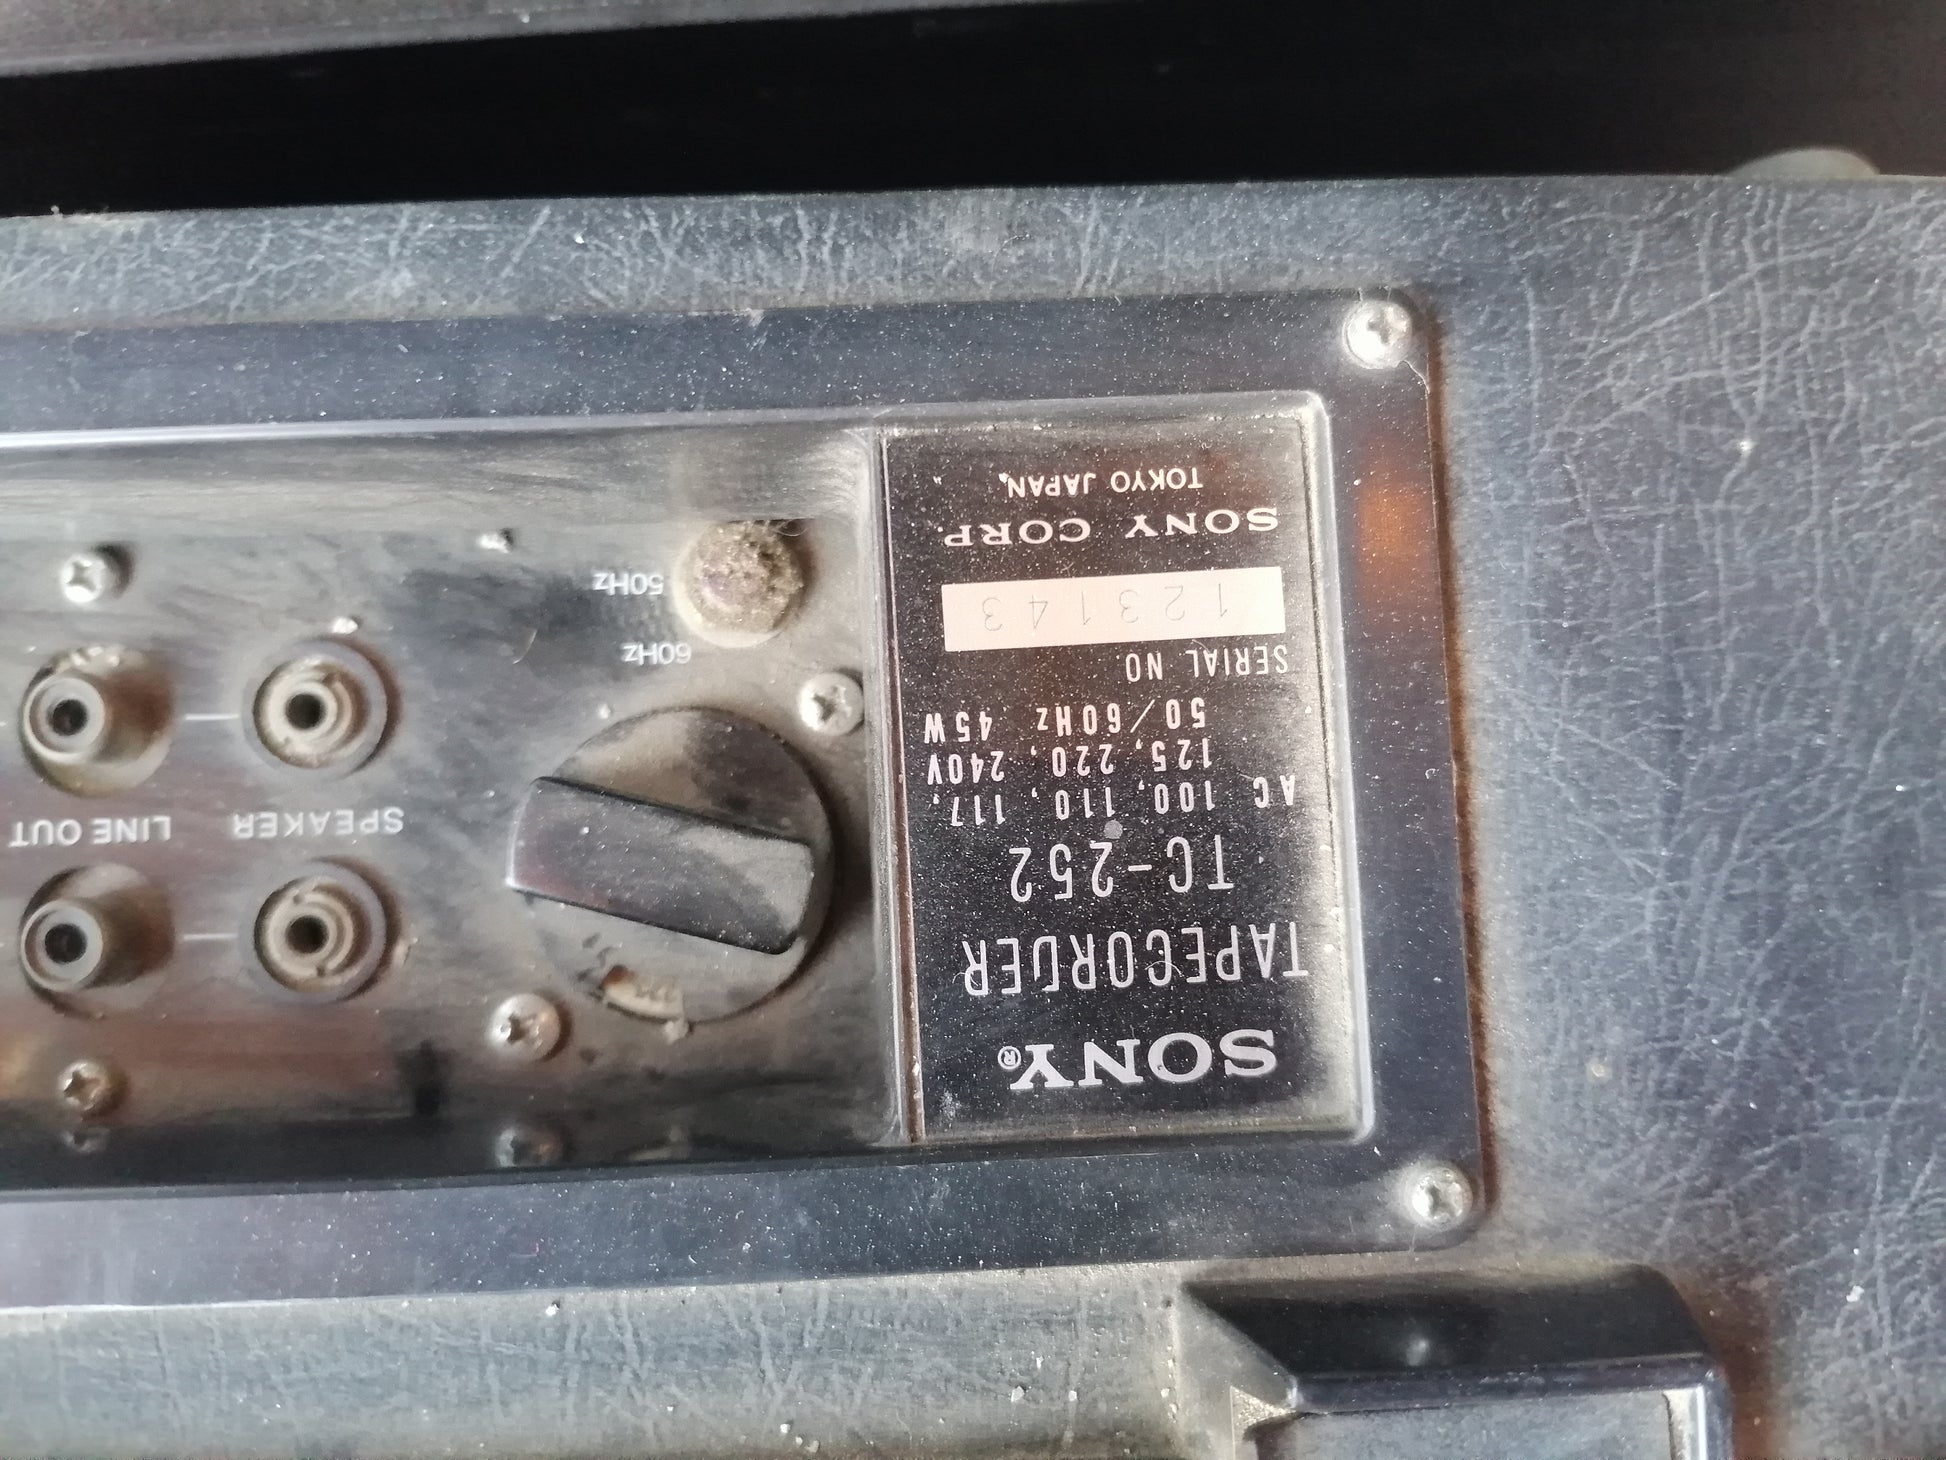 SONY®
TAPECORDER
TC-252
AC 100, 110, 117,
125, 220, 240V
50/60Hz 45W
SERIAL NO
123143
SONY CORP.
TOKYO JAPAN.
60Hz
50Hz
SPEAKER
LINE OUT